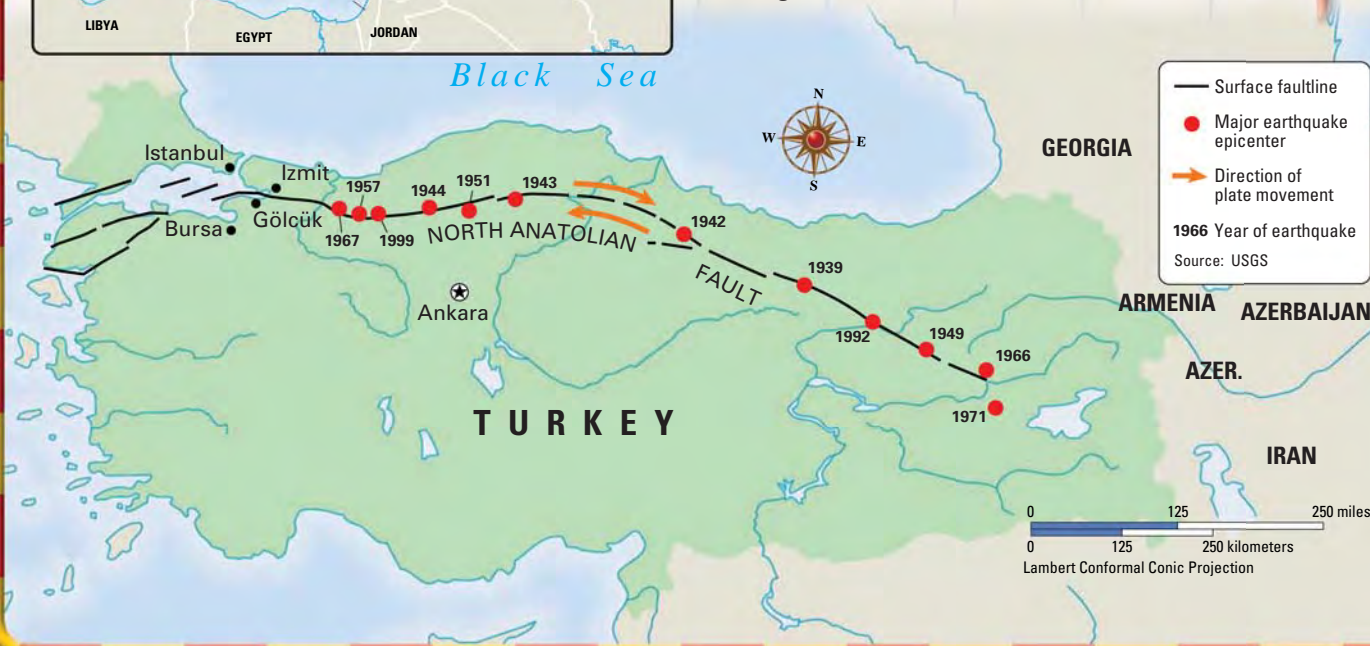 LIBYA
EGYPT
JORDAN
Black Sea
N
W
E
S
GEORGIA
Surface faultline
Major earthquake
epicenter
Direction of
plate movement
1966 Year of earthquake
Source: USGS
Istanbul
Izmit
Gölcük
Bursa
1957
1944
1951
1943
1967
1999
NORTH ANATOLIAN
FAULT
1942
Ankara
1939
1992
1949
1966
1971
ARMENIA
AZERBAIJAN
AZER.
TURKEY
IRAN
0 125 250 miles
0 125 250 kilometers
Lambert Conformal Conic Projection